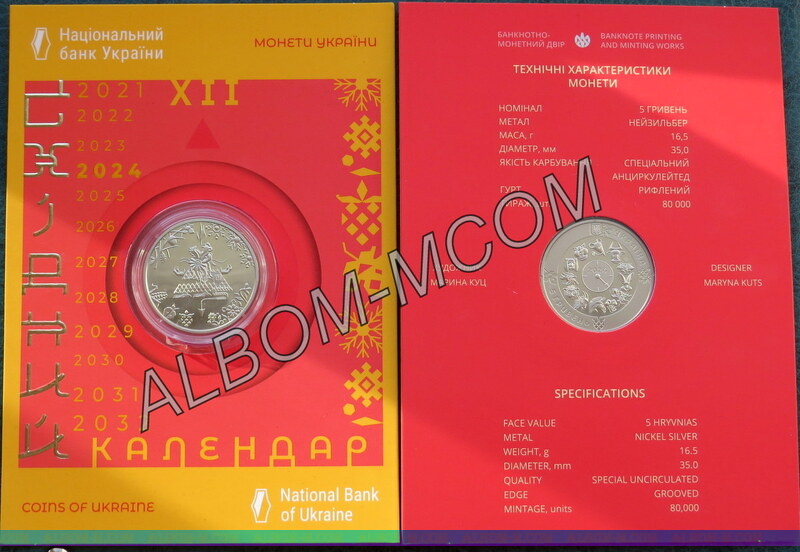 Національний
банк України
МОНЕТИ УКРАЇНИ
СХІДНИЙ
2021
2022
2023
2024
2025
2026
2027
2028
2029
2030
2031
XII
КАЛЕНДАР
COINS OF UKRAINE
National Bank
of Ukraine
БАНКНОТНО-
МОНЕТНИЙ ДВІР
BANKNOTE PRINTING
AND MINTING WORKS
ТЕХНІЧНІ ХАРАКТЕРИСТИКИ
МОНЕТИ
НОМІНАЛ 5 ГРИВЕНЬ
МЕТАЛ НЕЙЗИЛЬБЕР
МАСА, г 16,5
ДІАМЕТР, мм 35,0
ЯКІСТЬ КАРБУВАННЯ СПЕЦІАЛЬНИЙ
АНЦИРКУЛЕЙТЕД
ГУРТ РИФЛЕНИЙ
80 000
МАРИНА КУЦ
DESIGNER
MARYNA KUTS
SPECIFICATIONS
FACE VALUE 5 HRYVNIAS
METAL NICKEL SILVER
WEIGHT, g 16.5
DIAMETER, mm 35.0
QUALITY SPECIAL UNCIRCULATED
EDGE GROOVED
MINTAGE, units 80,000
ALBOM-MCOM